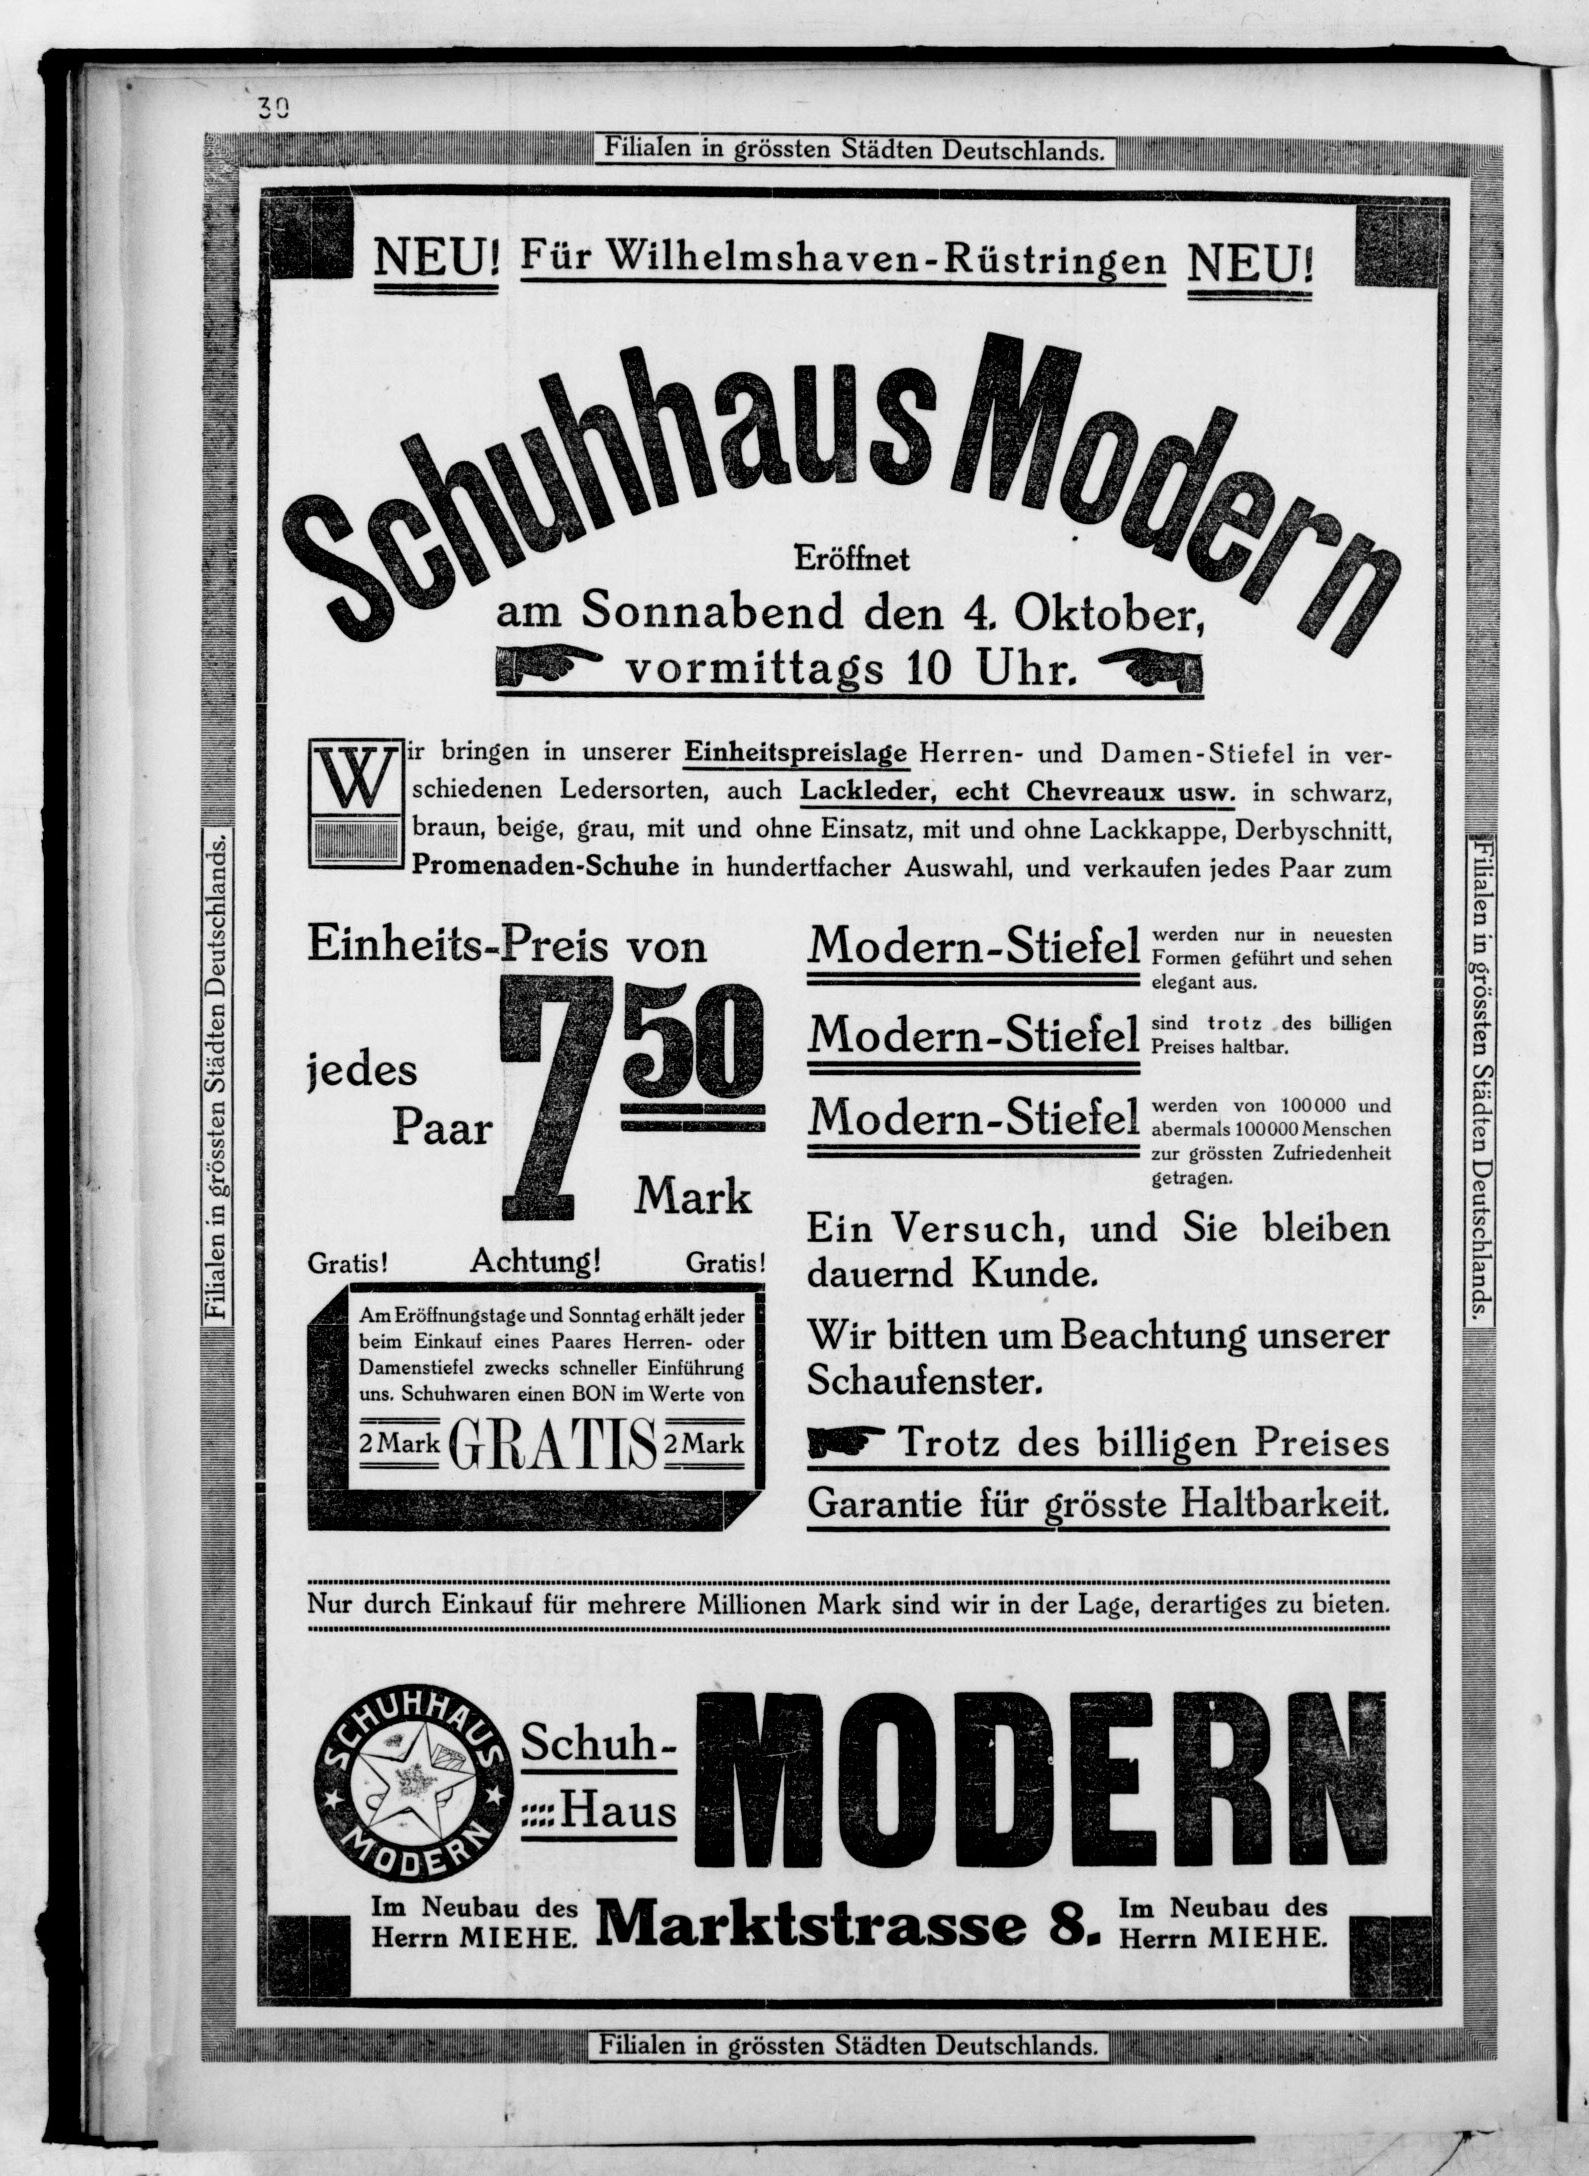 30
Filialen in grössten Städten Deutschlands.
NEU! Für Wilhelmshaven-Rüstringen NEU!
Schuhhaus Modern
Eröffnet
am Sonnabend den 4. Oktober,
vormittags 10 Uhr.
Wir bringen in unserer Einheitspreislage Herren- und Damen-Stiefel in ver-
schiedenen Ledersorten, auch Lackleder, echt Chevreaux usw. in schwarz,
braun, beige, grau, mit und ohne Einsatz, mit und ohne Lackkappe, Derbyschnitt,
Promenaden-Schuhe in hundertfacher Auswahl, und verkaufen jedes Paar zum
Einheits-Preis von
jedes
Paar
7 50
Mark
Gratis! Achtung! Gratis!
Am Eröffnungstage und Sonntag erhält jeder
beim Einkauf eines Paares Herren- oder
Damenstiefel zwecks schneller Einführung
uns. Schuhwaren einen BON im Werte von
2 Mark GRATIS 2 Mark
Modern-Stiefel werden nur in neuesten
Formen geführt und sehen
elegant aus.
Modern-Stiefel sind trotz des billigen
Preises haltbar.
Modern-Stiefel werden von 100000 und
abermals 100000 Menschen
zur grössten Zufriedenheit
getragen.
Ein Versuch, und Sie bleiben
dauernd Kunde.
Wir bitten um Beachtung unserer
Schaufenster.
Trotz des billigen Preises
Garantie für grösste Haltbarkeit.
Nur durch Einkauf für mehrere Millionen Mark sind wir in der Lage, derartiges zu bieten.
SCHUHHAUS
MODERN
Schuh-
Haus
MODERN
Im Neubau des
Herrn MIEHE.
Marktstrasse 8.
Im Neubau des
Herrn MIEHE.
Filialen in grössten Städten Deutschlands.
Filialen in grössten Städten Deutschlands.
Filialen in grössten Städten Deutschlands.